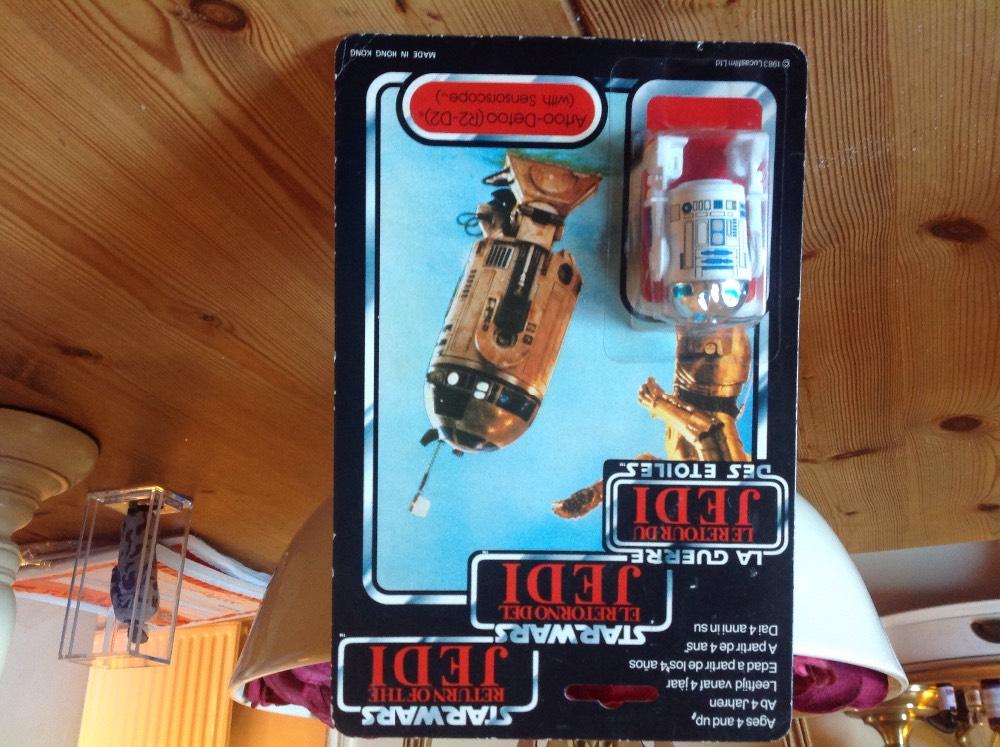 Ages 4 and up
Ab 4 Jahren
Leeftijd vanaf 4 jaar
Edad a partir de los 4 años
A partir de 4 ans
Dai 4 anni in su
STAR WARS
RETURN OF THE
JEDI
STAR WARS
EL RETORNO DEL
JEDI
LA GUERRE
LE RETOUR DU
JEDI
DES ETOILES
Artoo-Detoo (R2-D2)
(with Sensorscope)
© 1983 Lucasfilm Ltd
MADE IN HONG KONG